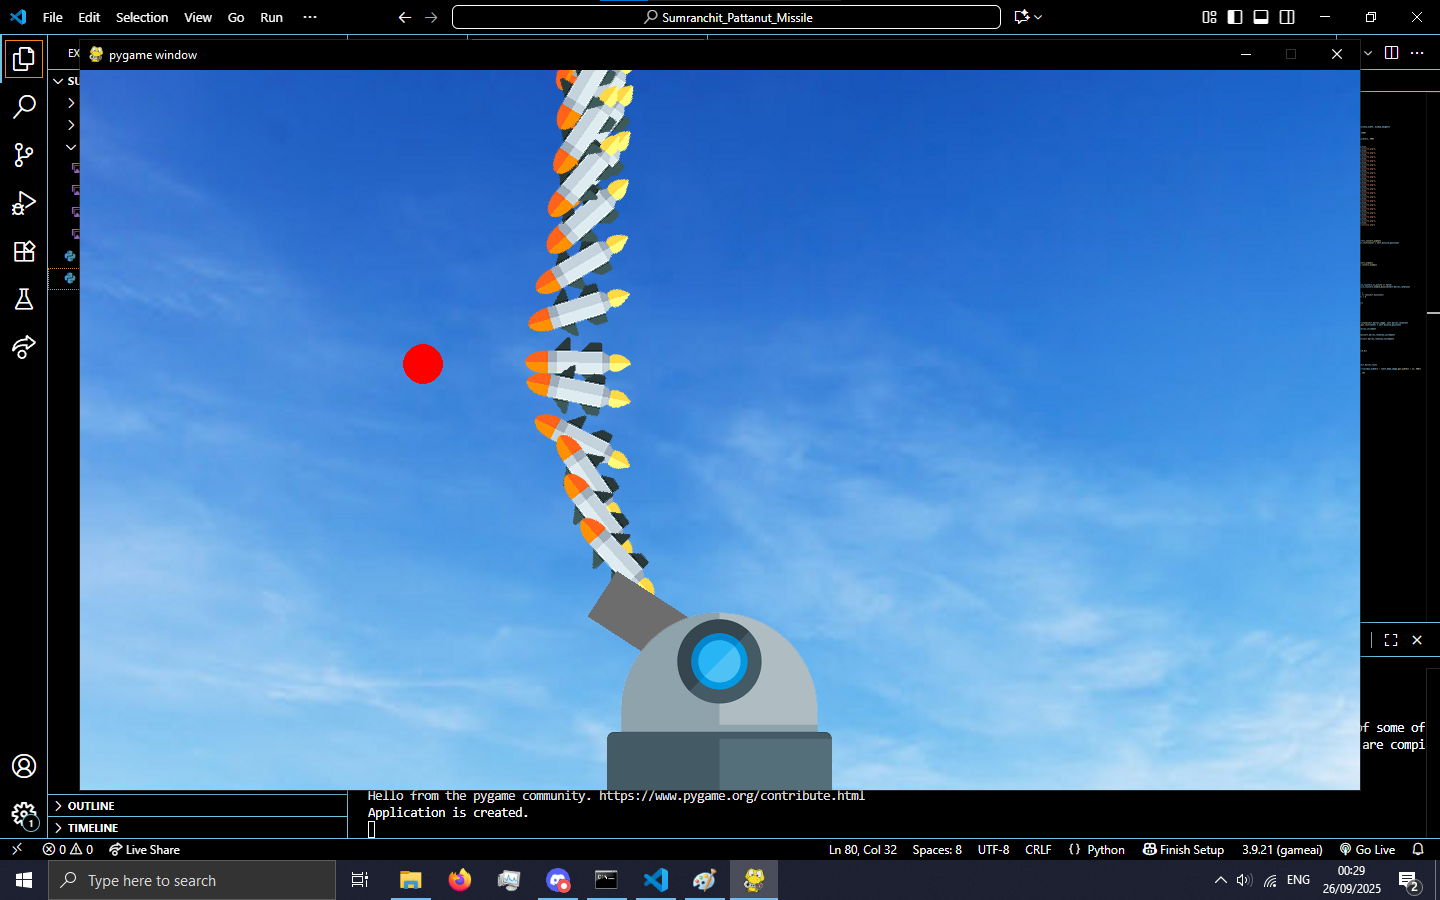 File Edit Selection View Go Run ···
Sumranchit_Pattanut_Missile
EX
pygame window
SU
of some of
are compi
Hello from the pygame community. https://www.pygame.org/contribute.html
Application is created.
OUTLINE
TIMELINE
1
0 0 Live Share
Ln 80, Col 32 Spaces: 8 UTF-8 CRLF {} Python Finish Setup 3.9.21 (gameai) Go Live
Type here to search
ENG
00:29
26/09/2025
2